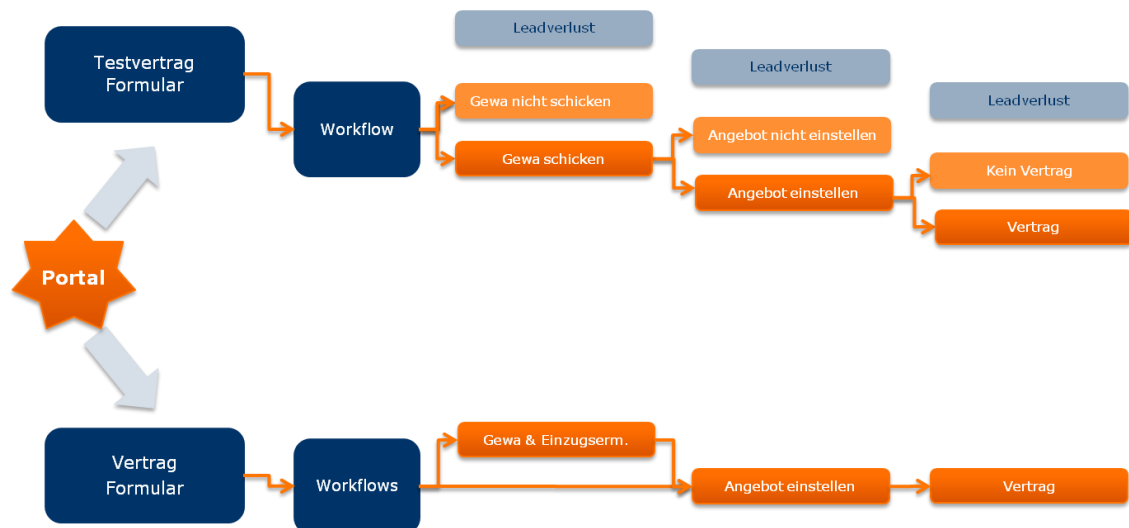 Leadverlust
Testvertrag
Formular
Leadverlust
Leadverlust
Gewa nicht schicken
Workflow
Angebot nicht einstellen
Gewa schicken
Kein Vertrag
Angebot einstellen
Vertrag
Portal
Vertrag
Formular
Gewa & Einzugserm.
Workflows
Angebot einstellen
Vertrag